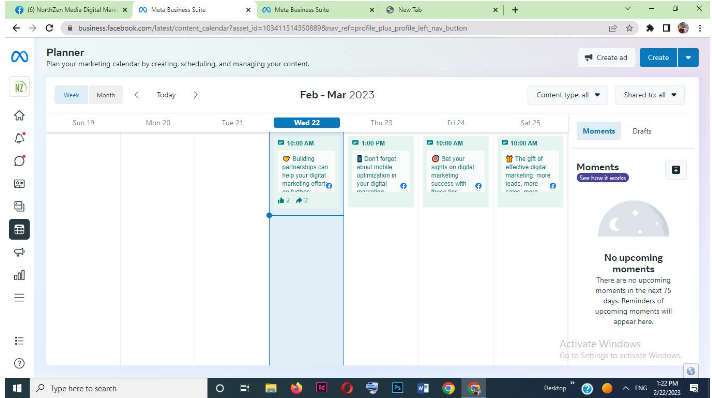 (6) NorthZen Media Digital Mark
Meta Business Suite
Meta Business Suite
New Tab
business.facebook.com/latest/content_calendar?asset_id=103411314350889&nav_ref=profile_plus_profile_left_nav_button
Planner
Plan your marketing calendar by creating, scheduling, and managing your content.
Create ad
Create
NZ
Week
Month
Today
Feb - Mar 2023
Content type: all
Shared to: all
Sun 19
Mon 20
Tue 21
Wed 22
Thu 23
Fri 24
Sat 25
10:00 AM
Building
partnerships can
help your digital
marketing effort
go further
2 2
1:00 PM
Don't forget
about mobile
optimization in
your digital
marketing
10:00 AM
Set your
sights on digital
marketing
success with
these tips
10:00 AM
The gift of
effective digital
marketing: more
leads, more
sales, more
Moments
Drafts
Moments
See how it works
No upcoming
moments
There are no upcoming
moments in the next 75
days. Reminders of
upcoming moments will
appear here.
Activate Windows
Go to Settings to activate Windows.
Type here to search
Id
Ps
W
Desktop
ENG
1:22 PM
2/22/2023